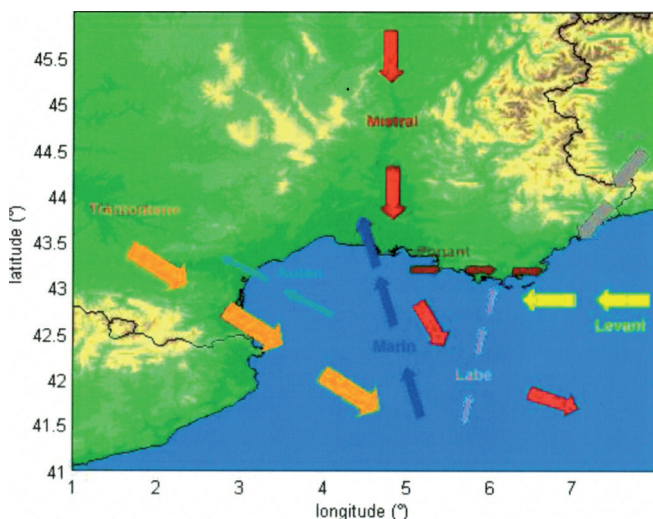 45.5
45
44.5
44
43.5
43
42.5
42
41.5
41
latitude (°)
1 2 3 4 5 6 7
longitude (°)
Mistral
Tramontane
Ponant
Autan
Marin
Labé
Levant